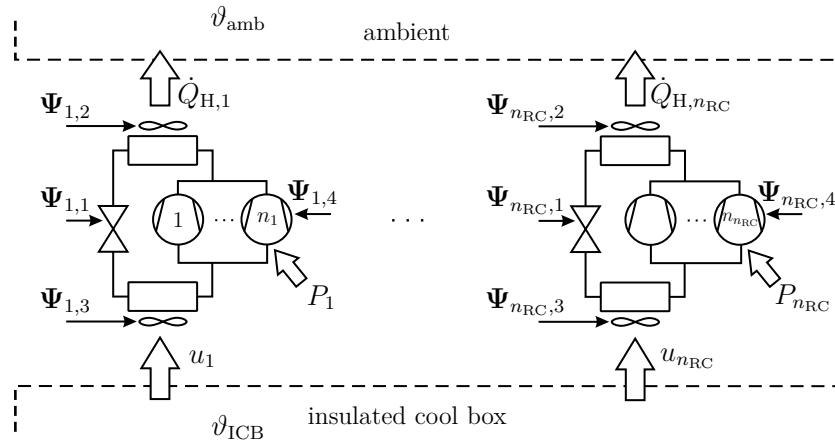 ϑ_amb
ambient
Q̇_H,1
Q̇_H,n_RC
Ψ_1,2
Ψ_n_RC,2
Ψ_1,1
1
...
n_1
Ψ_1,4
. . .
Ψ_n_RC,1
...
n_n_RC
Ψ_n_RC,4
Ψ_1,3
P_1
Ψ_n_RC,3
P_n_RC
u_1
u_n_RC
ϑ_ICB
insulated cool box